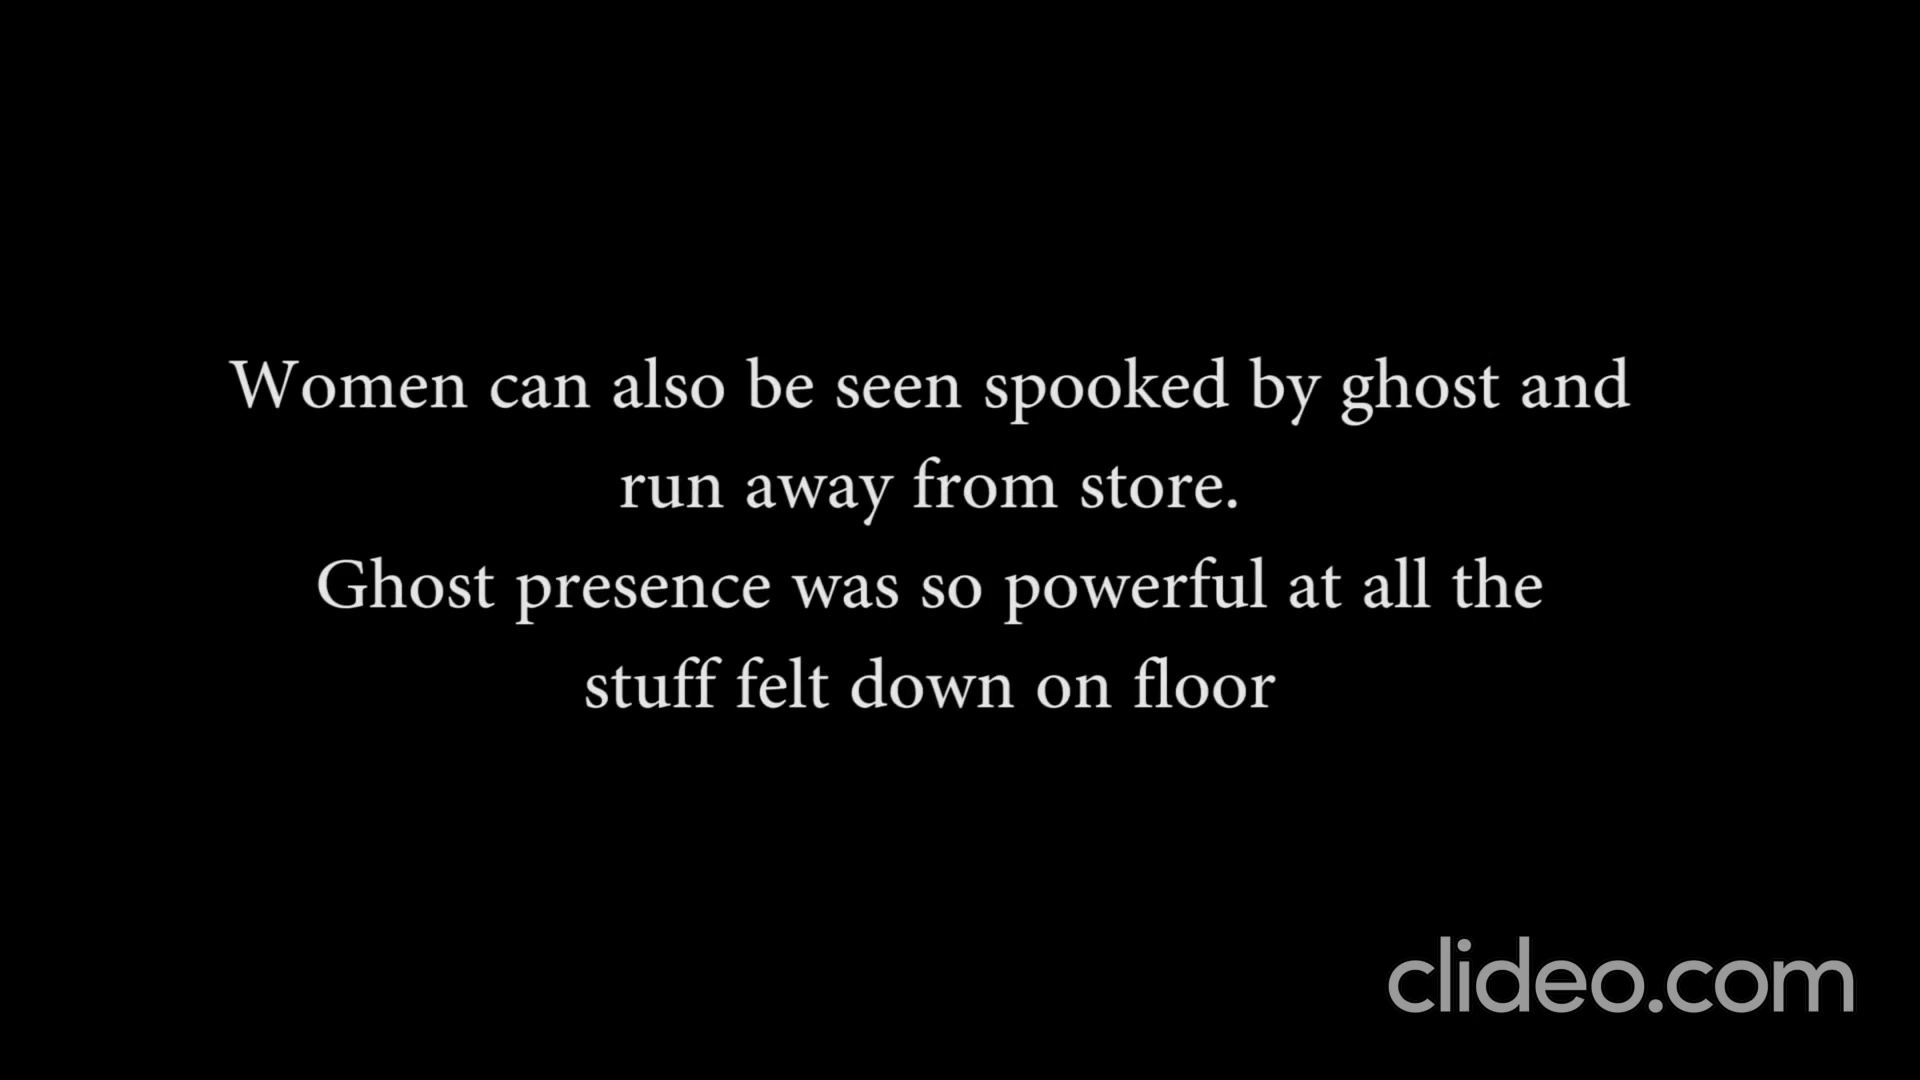 Women can also be seen spooked by ghost and
run away from store.
Ghost presence was so powerful at all the
stuff felt down on floor
clideo.com